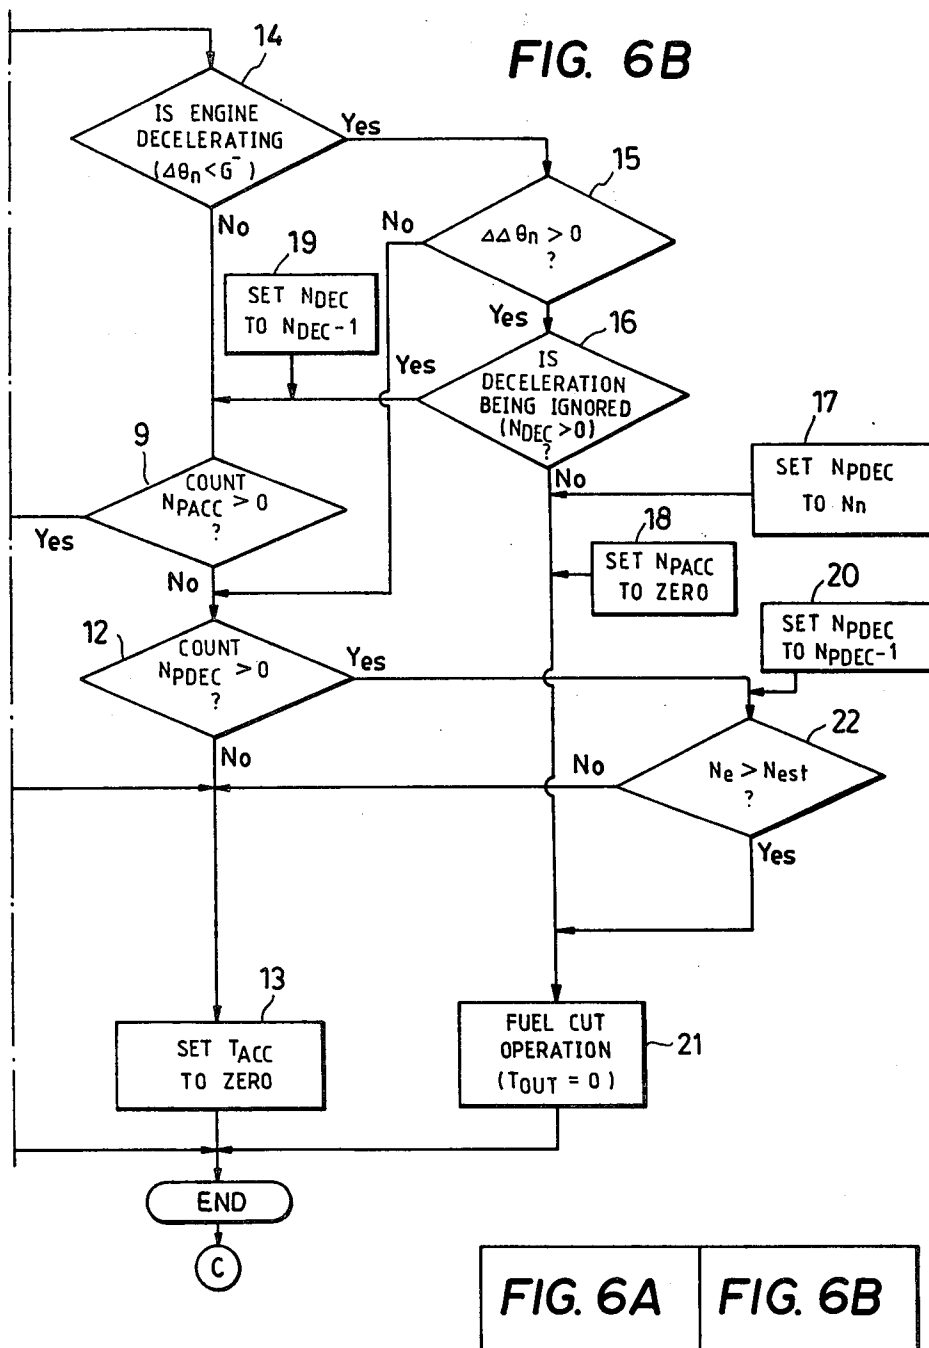 FIG. 6B
14
IS ENGINE
DECELERATING
(Δθn < G⁻)
Yes
No
15
ΔΔθn > 0
?
No
Yes
19
SET NDEC
TO NDEC-1
16
IS
DECELERATION
BEING IGNORED
(NDEC > 0)
?
Yes
No
17
SET NPDEC
TO Nn
18
SET NPACC
TO ZERO
9
COUNT
NPACC > 0
?
Yes
No
20
SET NPDEC
TO NPDEC-1
12
COUNT
NPDEC > 0
?
Yes
No
22
Ne > Nest
?
No
Yes
13
SET TACC
TO ZERO
21
FUEL CUT
OPERATION
(TOUT = 0)
END
C
FIG. 6A
FIG. 6B